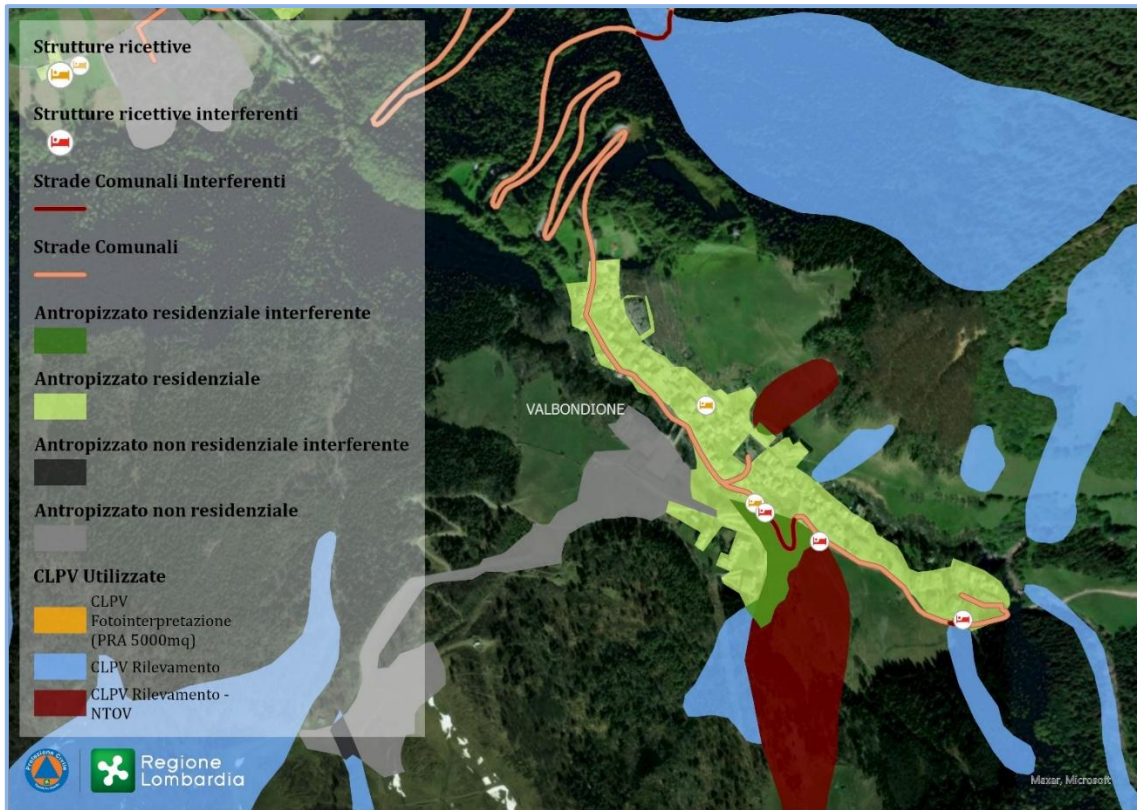 Strutture ricettive
Strutture ricettive interferenti
Strade Comunali Interferenti
Strade Comunali
Antropizzato residenziale interferente
Antropizzato residenziale
Antropizzato non residenziale interferente
Antropizzato non residenziale
CLPV Utilizzate
CLPV
Fotointerpretazione
(PRA 5000mq)
CLPV Rilevamento
CLPV Rilevamento -
NTOV
VALBONDIONE
Protezione Civile
Regione
Lombardia
Maxar, Microsoft